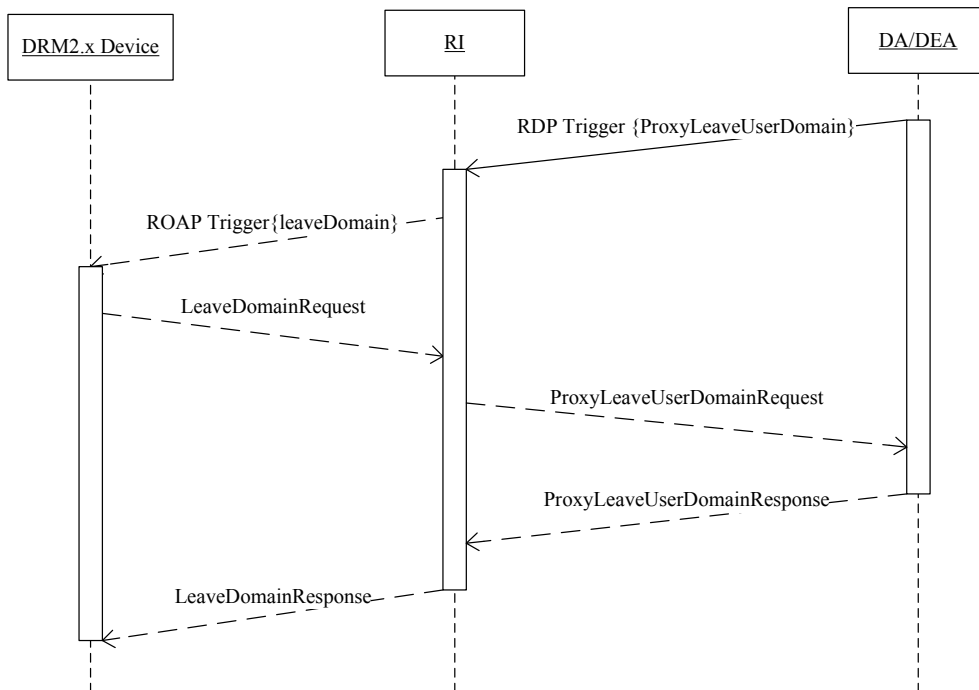 DRM2.x Device
RI
DA/DEA
RDP Trigger {ProxyLeaveUserDomain}
ROAP Trigger{leaveDomain}
LeaveDomainRequest
ProxyLeaveUserDomainRequest
ProxyLeaveUserDomainResponse
LeaveDomainResponse